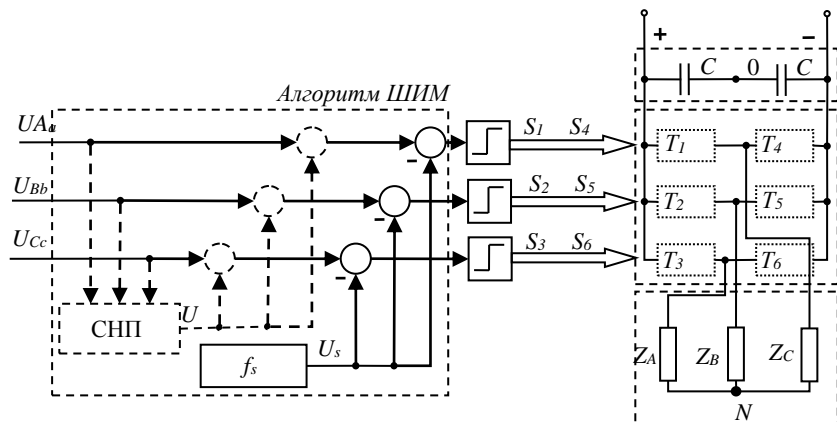 + –
C 0 C
Алгоритм ШИМ
UAa
S1 S4
T1 T4
UBb
S2 S5
T2 T5
UCc
S3 S6
T3 T6
U
СНП
Us
fs
ZA ZB ZC
N